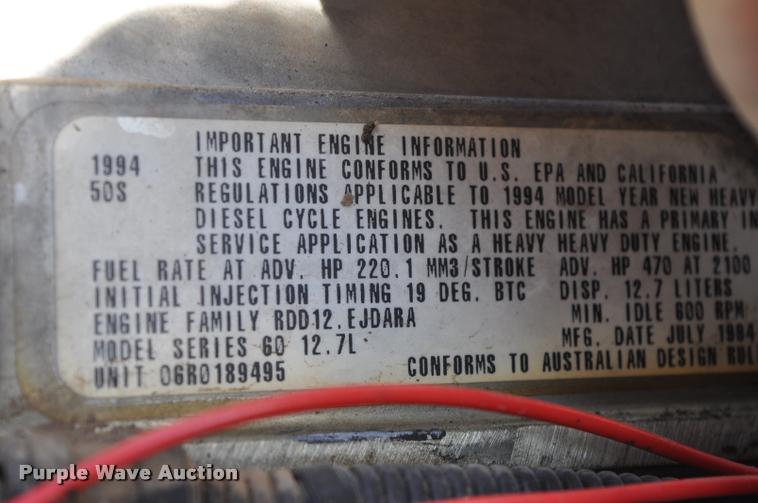 IMPORTANT ENGINE INFORMATION
1994 THIS ENGINE CONFORMS TO U.S. EPA AND CALIFORNIA
50S REGULATIONS APPLICABLE TO 1994 MODEL YEAR NEW HEAVY
DIESEL CYCLE ENGINES. THIS ENGINE HAS A PRIMARY IN
SERVICE APPLICATION AS A HEAVY HEAVY DUTY ENGINE.
FUEL RATE AT ADV. HP 220.1 MM3/STROKE ADV. HP 470 AT 2100
INITIAL INJECTION TIMING 19 DEG. BTC DISP. 12.7 LITERS
ENGINE FAMILY RDD12.EJDARA MIN. IDLE 600 RPM
MODEL SERIES 60 12.7L MFG. DATE JULY 1994
UNIT 06R0189495 CONFORMS TO AUSTRALIAN DESIGN RUL
Purple Wave Auction